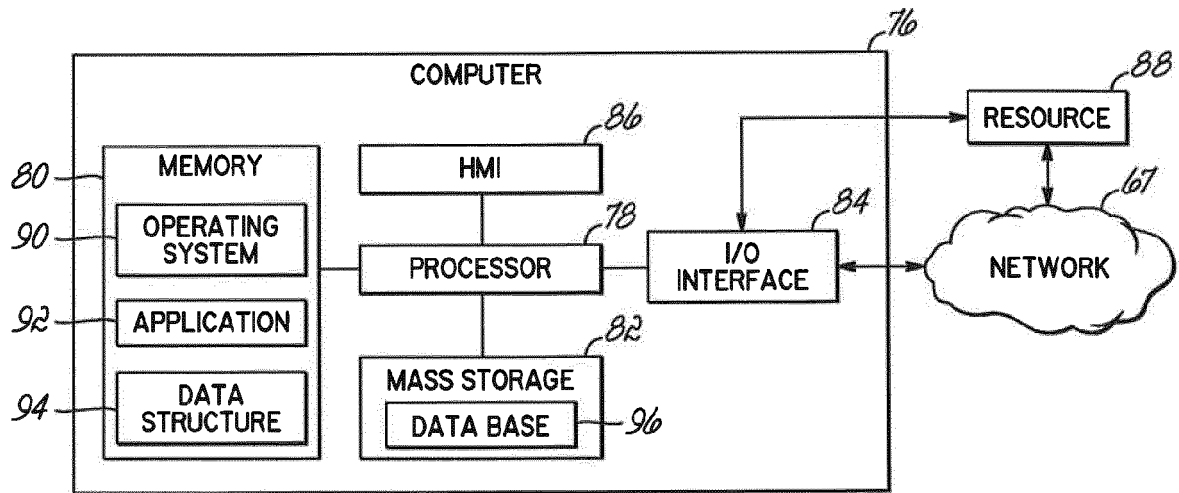 76
COMPUTER
88
RESOURCE
86
80
MEMORY
HMI
67
90
OPERATING
SYSTEM
78
84
PROCESSOR
I/O
INTERFACE
NETWORK
92
APPLICATION
82
MASS STORAGE
94
DATA
STRUCTURE
DATA BASE
96